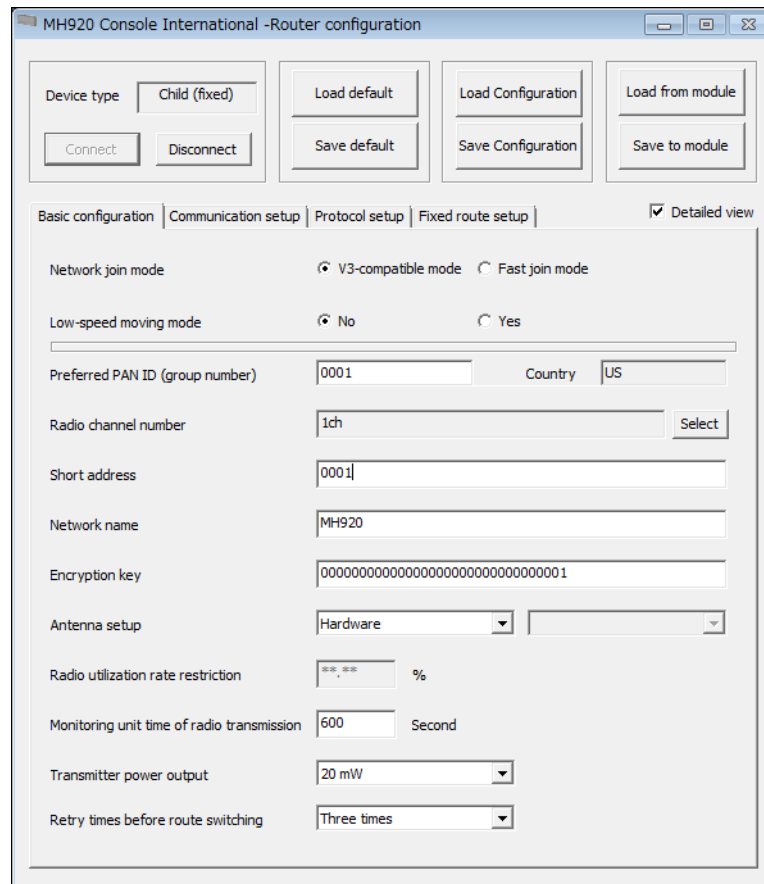 MH920 Console International -Router configuration
Device type Child (fixed) Load default Load Configuration Load from module
Connect Disconnect Save default Save Configuration Save to module
Basic configuration Communication setup Protocol setup Fixed route setup Detailed view
Network join mode V3-compatible mode Fast join mode
Low-speed moving mode No Yes
Preferred PAN ID (group number) 0001 Country US
Radio channel number 1ch Select
Short address 0001
Network name MH920
Encryption key 00000000000000000000000000000001
Antenna setup Hardware
Radio utilization rate restriction **.** %
Monitoring unit time of radio transmission 600 Second
Transmitter power output 20 mW
Retry times before route switching Three times